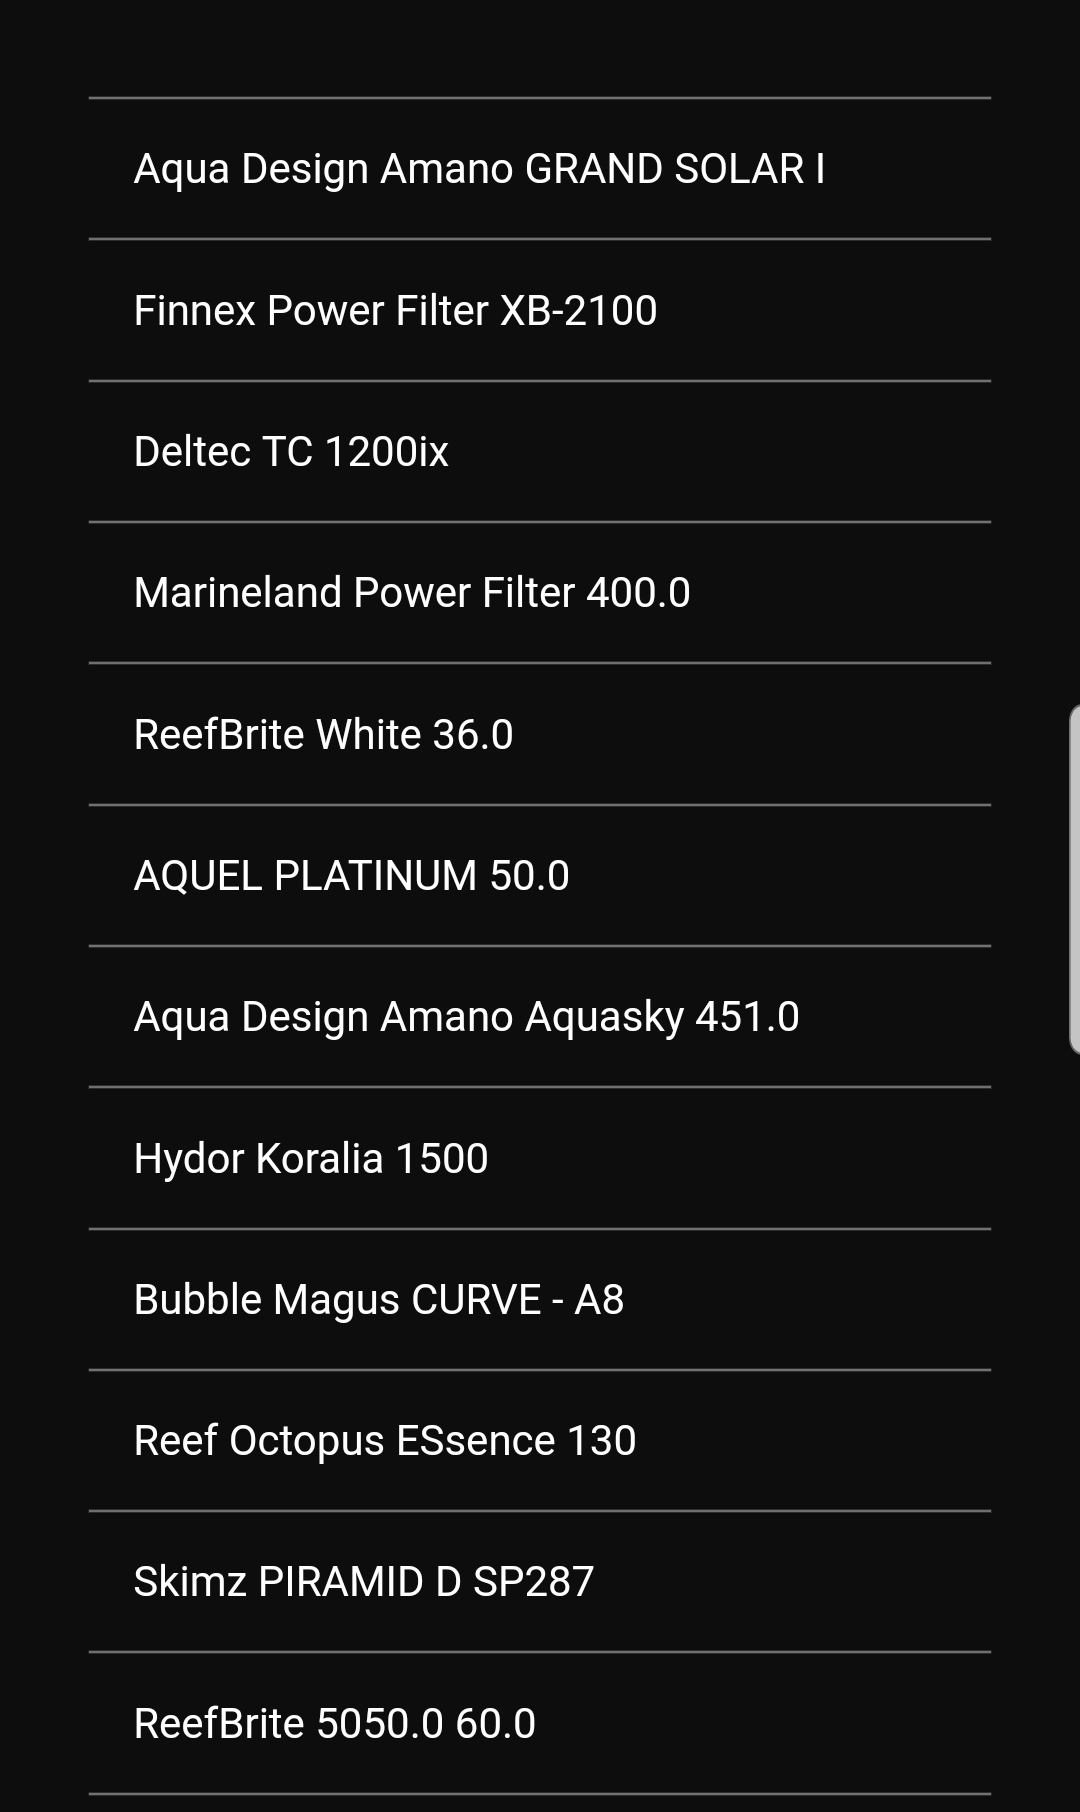 Aqua Design Amano GRAND SOLAR I
Finnex Power Filter XB-2100
Deltec TC 1200ix
Marineland Power Filter 400.0
ReefBrite White 36.0
AQUEL PLATINUM 50.0
Aqua Design Amano Aquasky 451.0
Hydor Koralia 1500
Bubble Magus CURVE - A8
Reef Octopus ESsence 130
Skimz PIRAMID D SP287
ReefBrite 5050.0 60.0